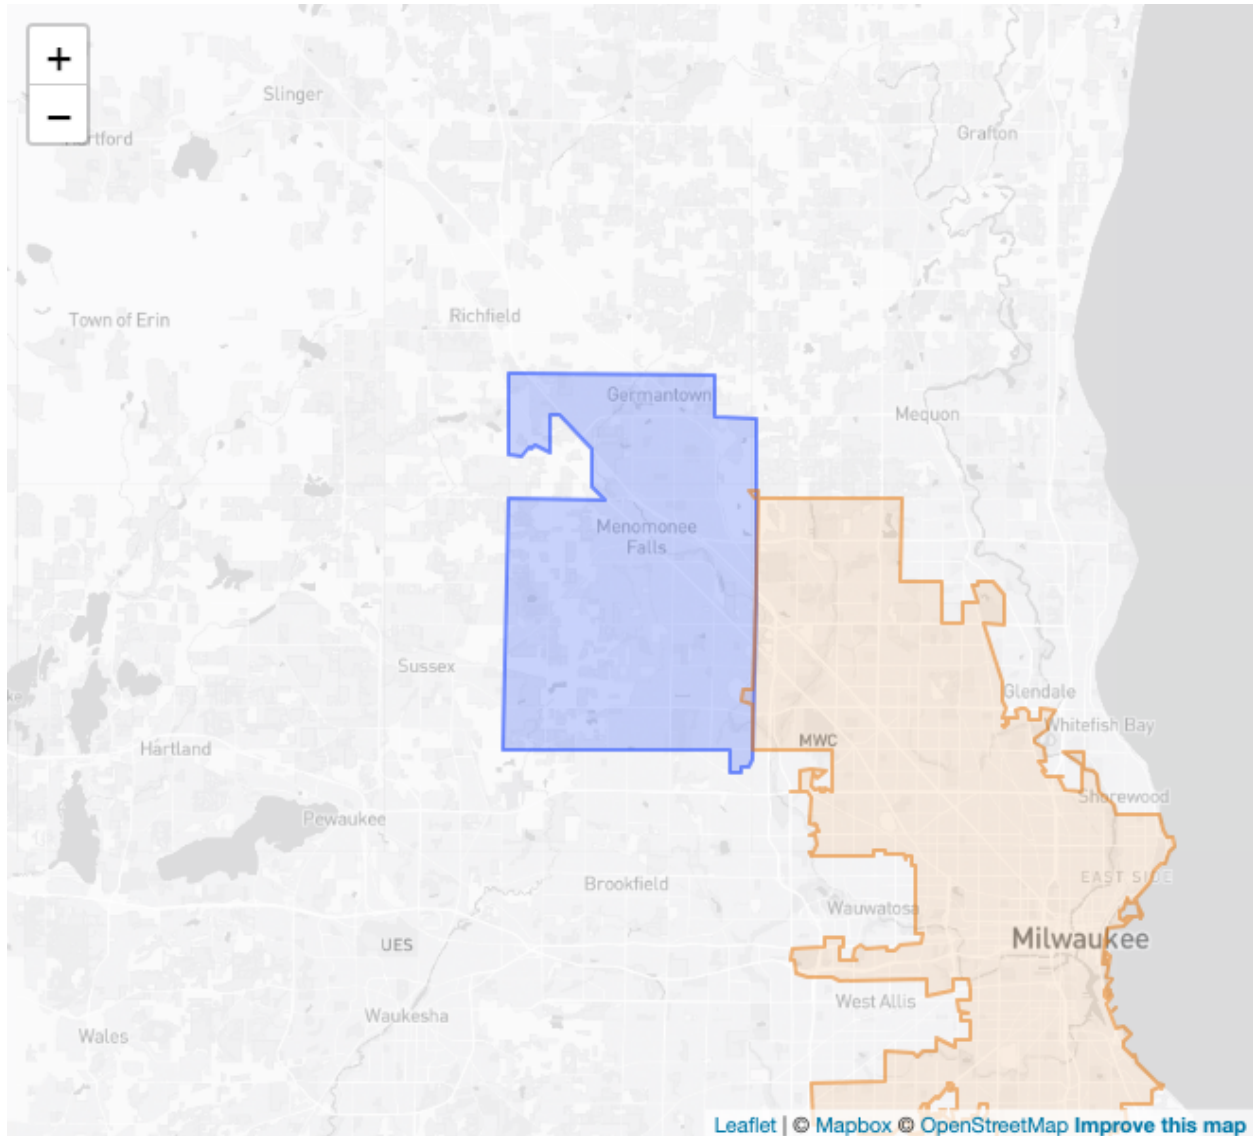 +
−
Slinger
Grafton
Town of Erin
Richfield
Germantown
Mequon
Menomonee
Falls
Sussex
Glendale
Whitefish Bay
MWC
Hartland
Shorewood
Pewaukee
EAST SIDE
Brookfield
Wauwatosa
Milwaukee
UES
West Allis
Waukesha
Wales
Leaflet | © Mapbox © OpenStreetMap Improve this map